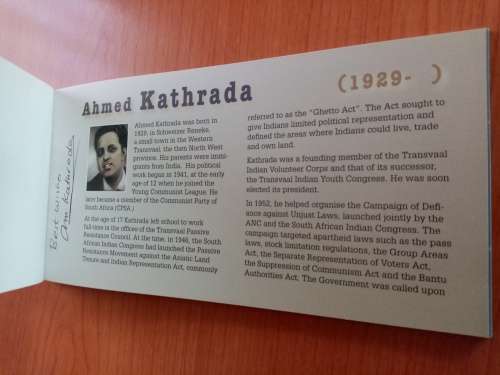 Ahmed Kathrada
(1929- )
Best wishes
AM Kathrada
Ahmed Kathrada was born in
1929, in Schweizer Reneke,
a small town in the Western
Transvaal, the then North West
province. His parents were immi-
grants from India. His political
work began in 1941, at the early
age of 12 when he joined the
Young Communist League. He
later became a member of the Communist Party of
South Africa (CPSA.)
At the age of 17 Kathrada left school to work
full-time in the offices of the Transvaal Passive
Resistance Council. At the time, in 1946, the South
African Indian Congress had launched the Passive
Resistance Movement against the Asiatic Land
Tenure and Indian Representation Act, commonly
referred to as the "Ghetto Act". The Act sought to
give Indians limited political representation and
defined the areas where Indians could live, trade
and own land.
Kathrada was a founding member of the Transvaal
Indian Volunteer Corps and that of its successor,
the Transvaal Indian Youth Congress. He was soon
elected its president.
In 1952, he helped organise the Campaign of Defi-
ance against Unjust Laws, launched jointly by the
ANC and the South African Indian Congress. The
campaign targeted apartheid laws such as the pass
laws, stock limitation regulations, the Group Areas
Act, the Separate Representation of Voters Act,
the Suppression of Communism Act and the Bantu
Authorities Act. The Government was called upon